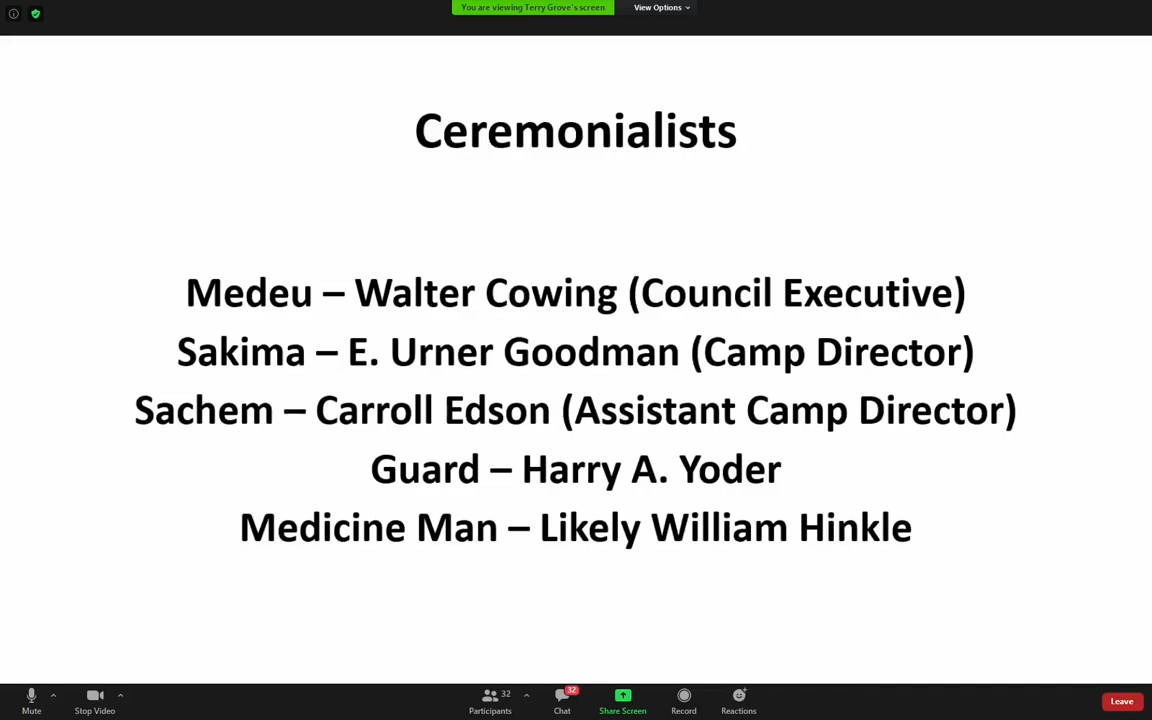 You are viewing Terry Grove's screen
View Options
Ceremonialists
Medeu – Walter Cowing (Council Executive)
Sakima – E. Urner Goodman (Camp Director)
Sachem – Carroll Edson (Assistant Camp Director)
Guard – Harry A. Yoder
Medicine Man – Likely William Hinkle
Mute
Stop Video
Participants 32
Chat 32
Share Screen
Record
Reactions
Leave